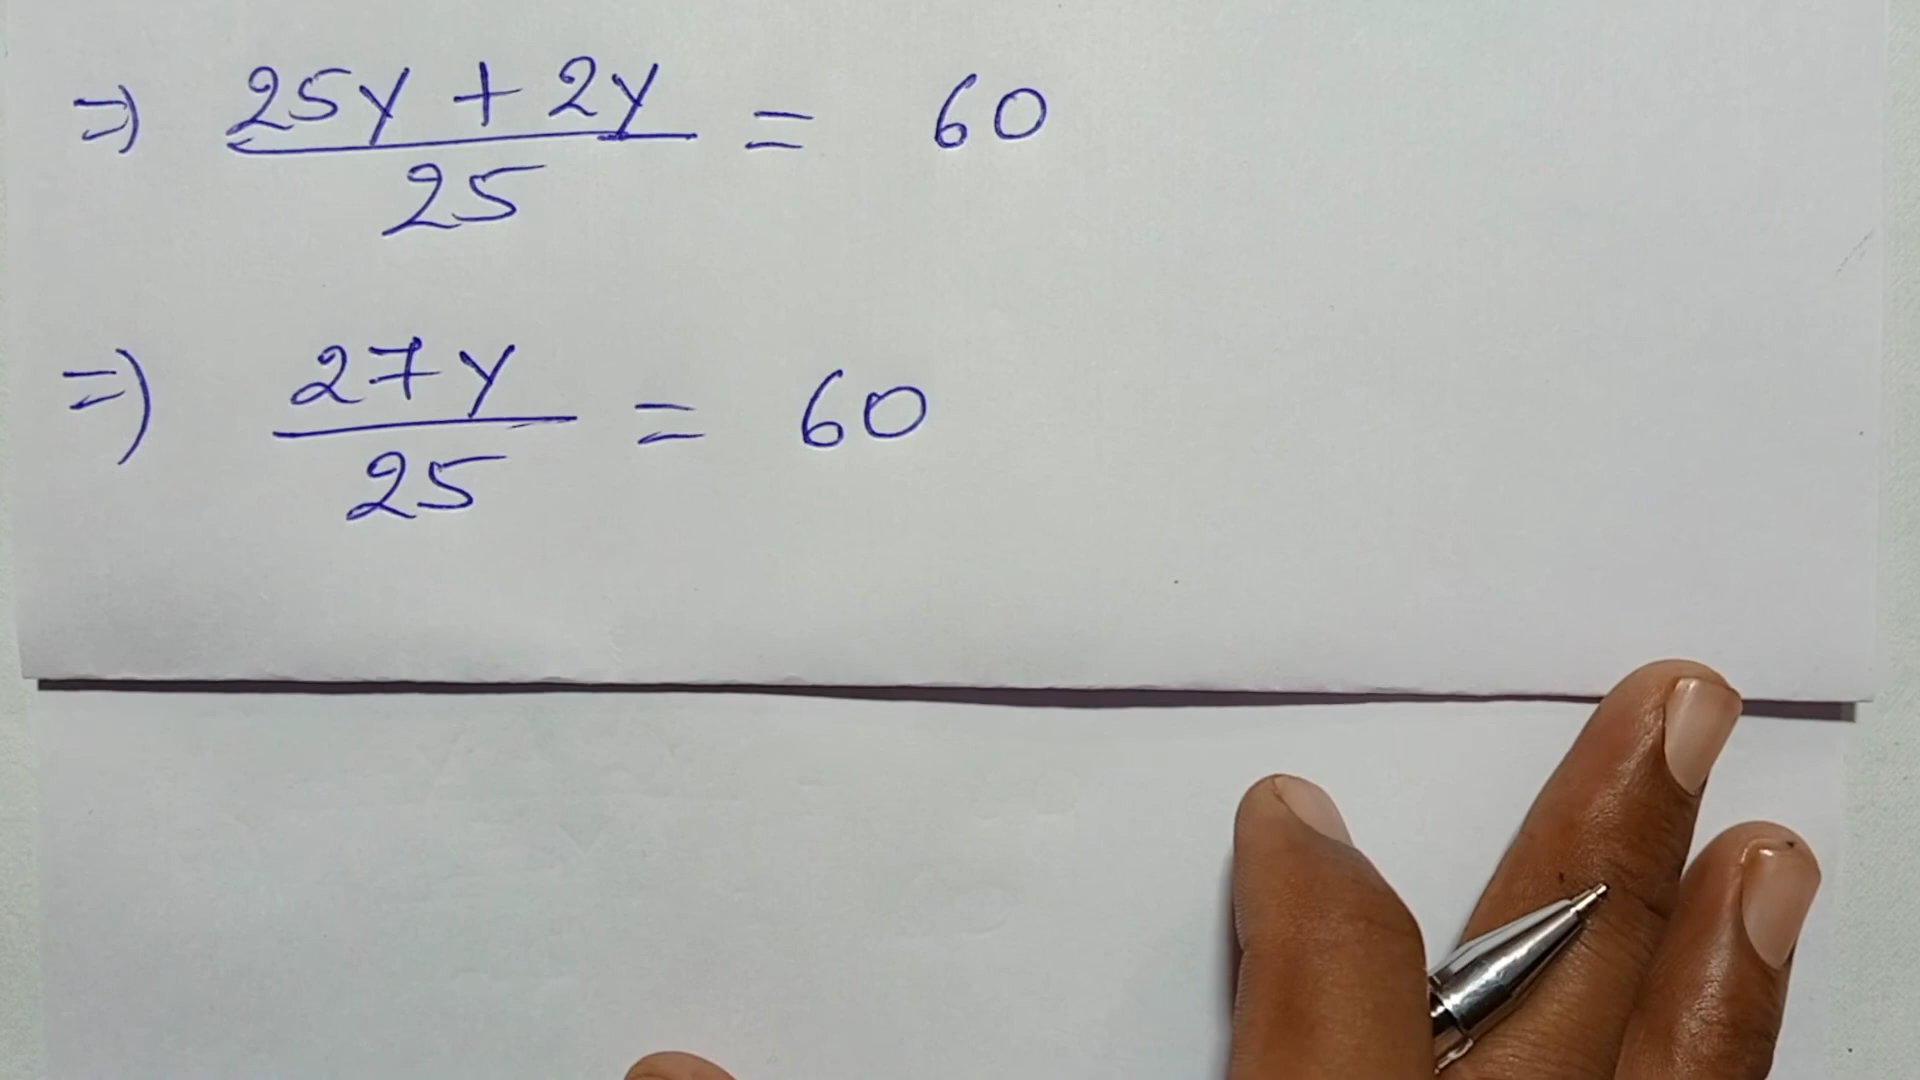 =) 25y + 2y / 25 = 60
=) 27y / 25 = 60